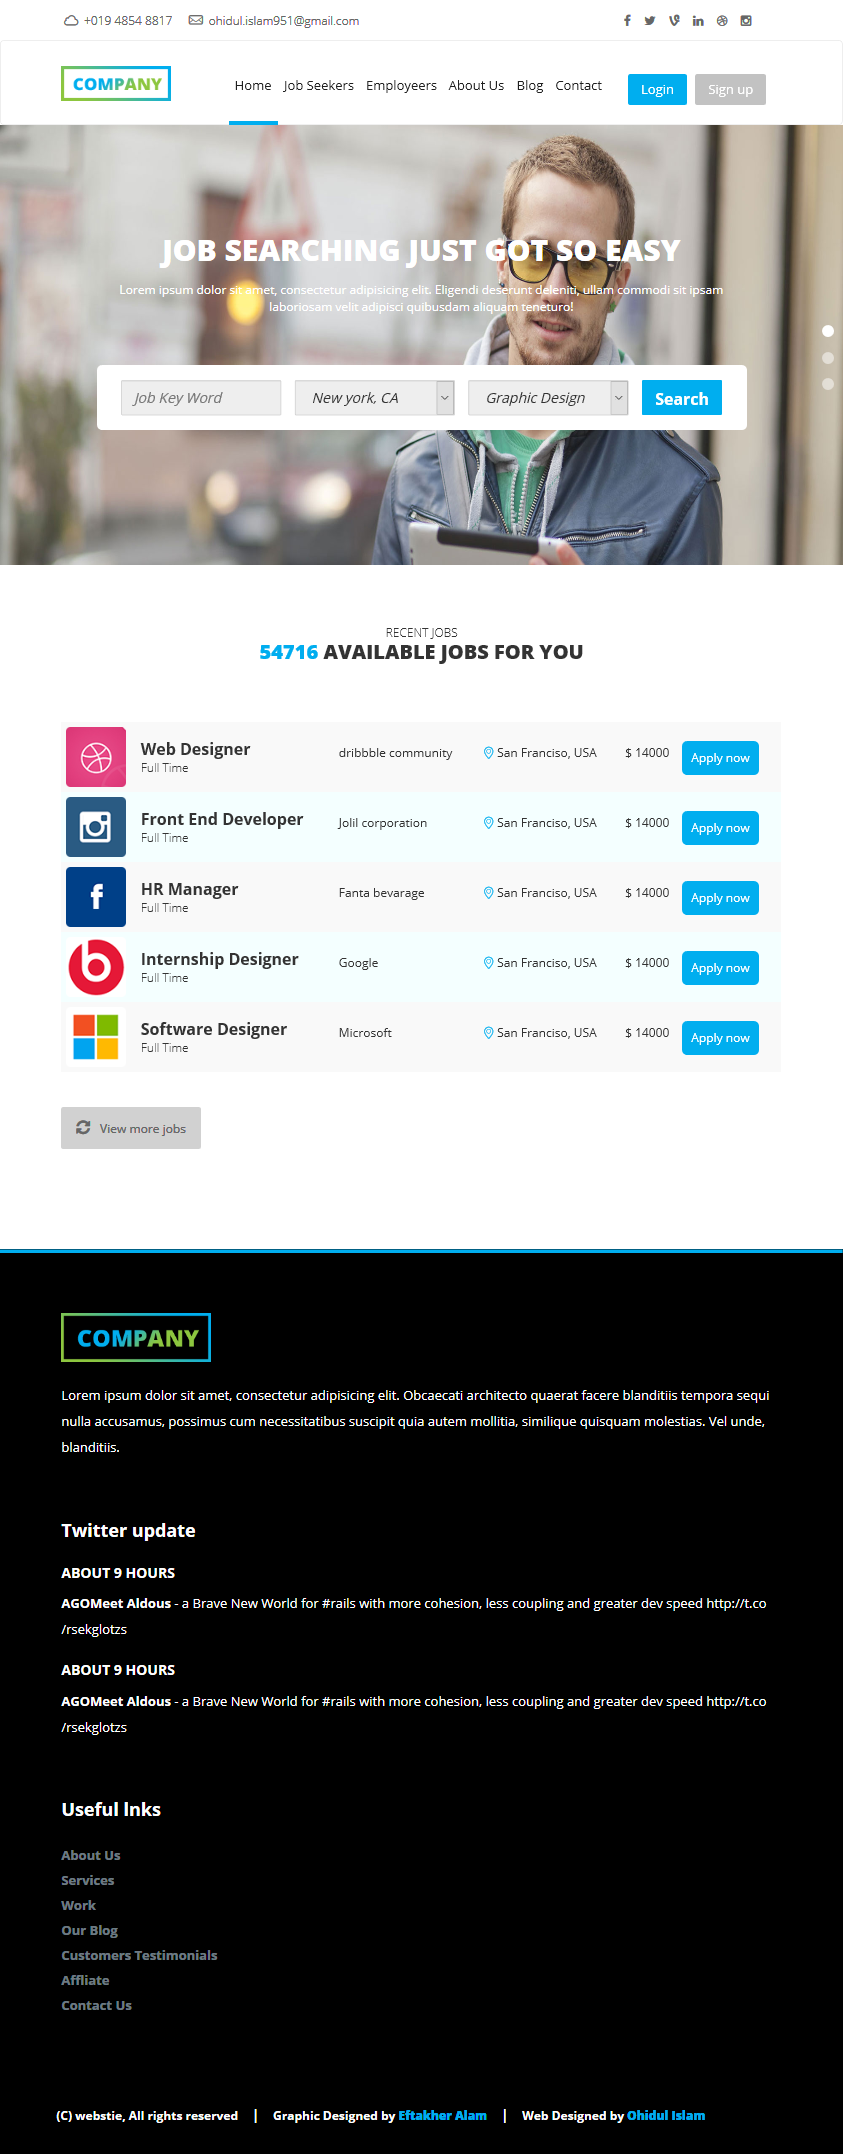 +019 4854 8817 ohidul.islam951@gmail.com
COMPANY
Home Job Seekers Employeers About Us Blog Contact Login Sign up
JOB SEARCHING JUST GOT SO EASY
Lorem ipsum dolor sit amet, consectetur adipisicing elit. Eligendi deserunt deleniti, ullam commodi sit ipsam
laboriosam velit adipisci quibusdam aliquam teneturo!
Job Key Word New york, CA Graphic Design Search
RECENT JOBS
54716 AVAILABLE JOBS FOR YOU
Web Designer dribbble community San Franciso, USA $ 14000 Apply now
Full Time
Front End Developer Jolil corporation San Franciso, USA $ 14000 Apply now
Full Time
HR Manager Fanta bevarage San Franciso, USA $ 14000 Apply now
Full Time
Internship Designer Google San Franciso, USA $ 14000 Apply now
Full Time
Software Designer Microsoft San Franciso, USA $ 14000 Apply now
Full Time
View more jobs
COMPANY
Lorem ipsum dolor sit amet, consectetur adipisicing elit. Obcaecati architecto quaerat facere blanditiis tempora sequi
nulla accusamus, possimus cum necessitatibus suscipit quia autem mollitia, similique quisquam molestias. Vel unde,
blanditiis.
Twitter update
ABOUT 9 HOURS
AGOMeet Aldous - a Brave New World for #rails with more cohesion, less coupling and greater dev speed http://t.co
/rsekglotzs
ABOUT 9 HOURS
AGOMeet Aldous - a Brave New World for #rails with more cohesion, less coupling and greater dev speed http://t.co
/rsekglotzs
Useful lnks
About Us
Services
Work
Our Blog
Customers Testimonials
Affliate
Contact Us
(C) webstie, All rights reserved | Graphic Designed by Eftakher Alam | Web Designed by Ohidul Islam